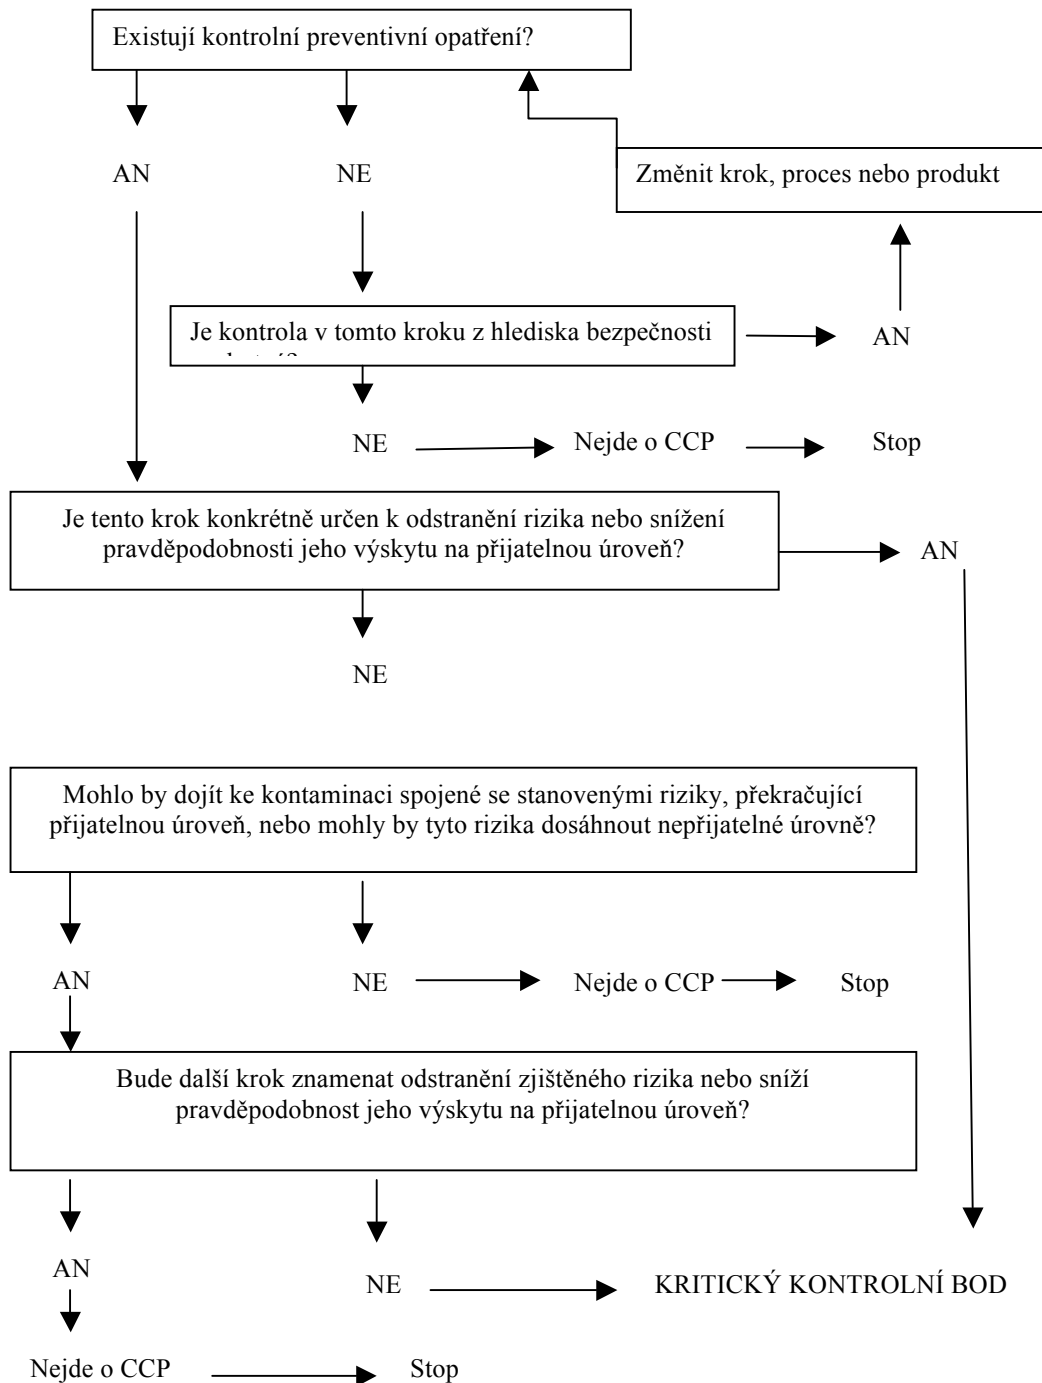 Existují kontrolní preventivní opatření?
AN
NE
Změnit krok, proces nebo produkt
Je kontrola v tomto kroku z hlediska bezpečnosti
AN
NE
Nejde o CCP
Stop
Je tento krok konkrétně určen k odstranění rizika nebo snížení
pravděpodobnosti jeho výskytu na přijatelnou úroveň?
AN
NE
Mohlo by dojít ke kontaminaci spojené se stanovenými riziky, překračující
přijatelnou úroveň, nebo mohly by tyto rizika dosáhnout nepřijatelné úrovně?
AN
NE
Nejde o CCP
Stop
Bude další krok znamenat odstranění zjištěného rizika nebo sníží
pravděpodobnost jeho výskytu na přijatelnou úroveň?
AN
NE
KRITICKÝ KONTROLNÍ BOD
Nejde o CCP
Stop